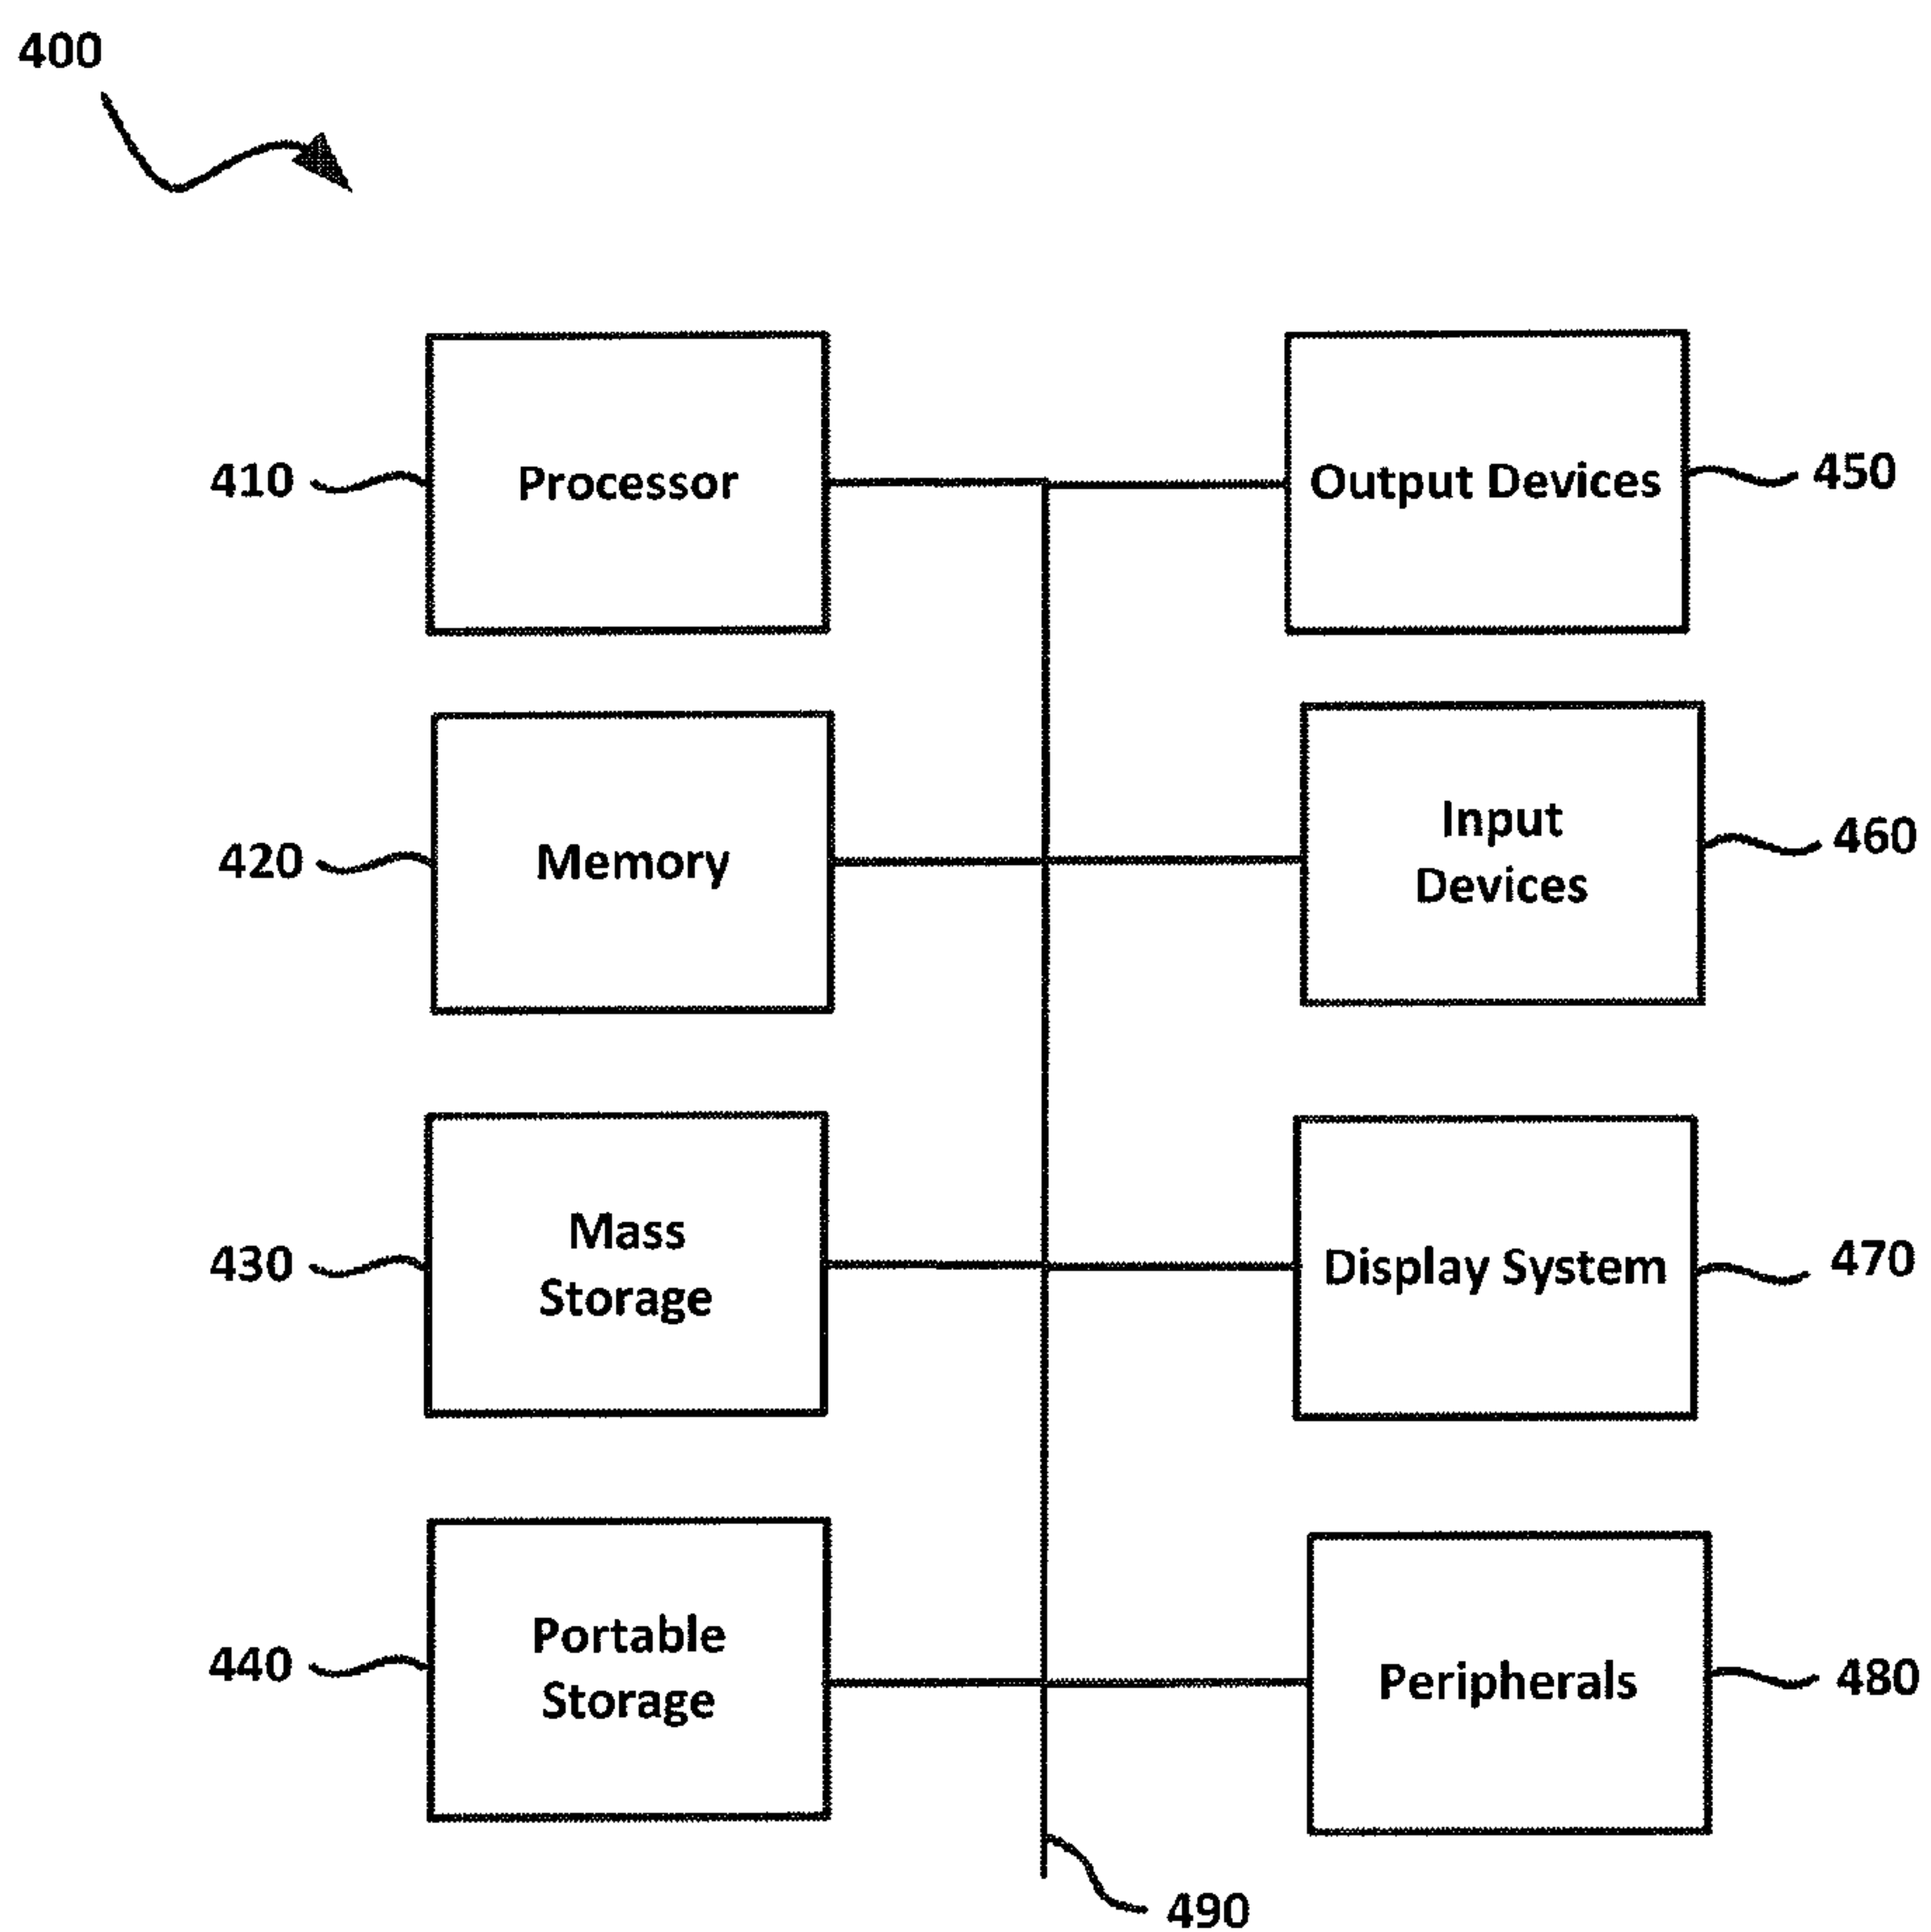 400
410
Processor
Output Devices
450
420
Memory
Input
Devices
460
430
Mass
Storage
Display System
470
440
Portable
Storage
Peripherals
480
490